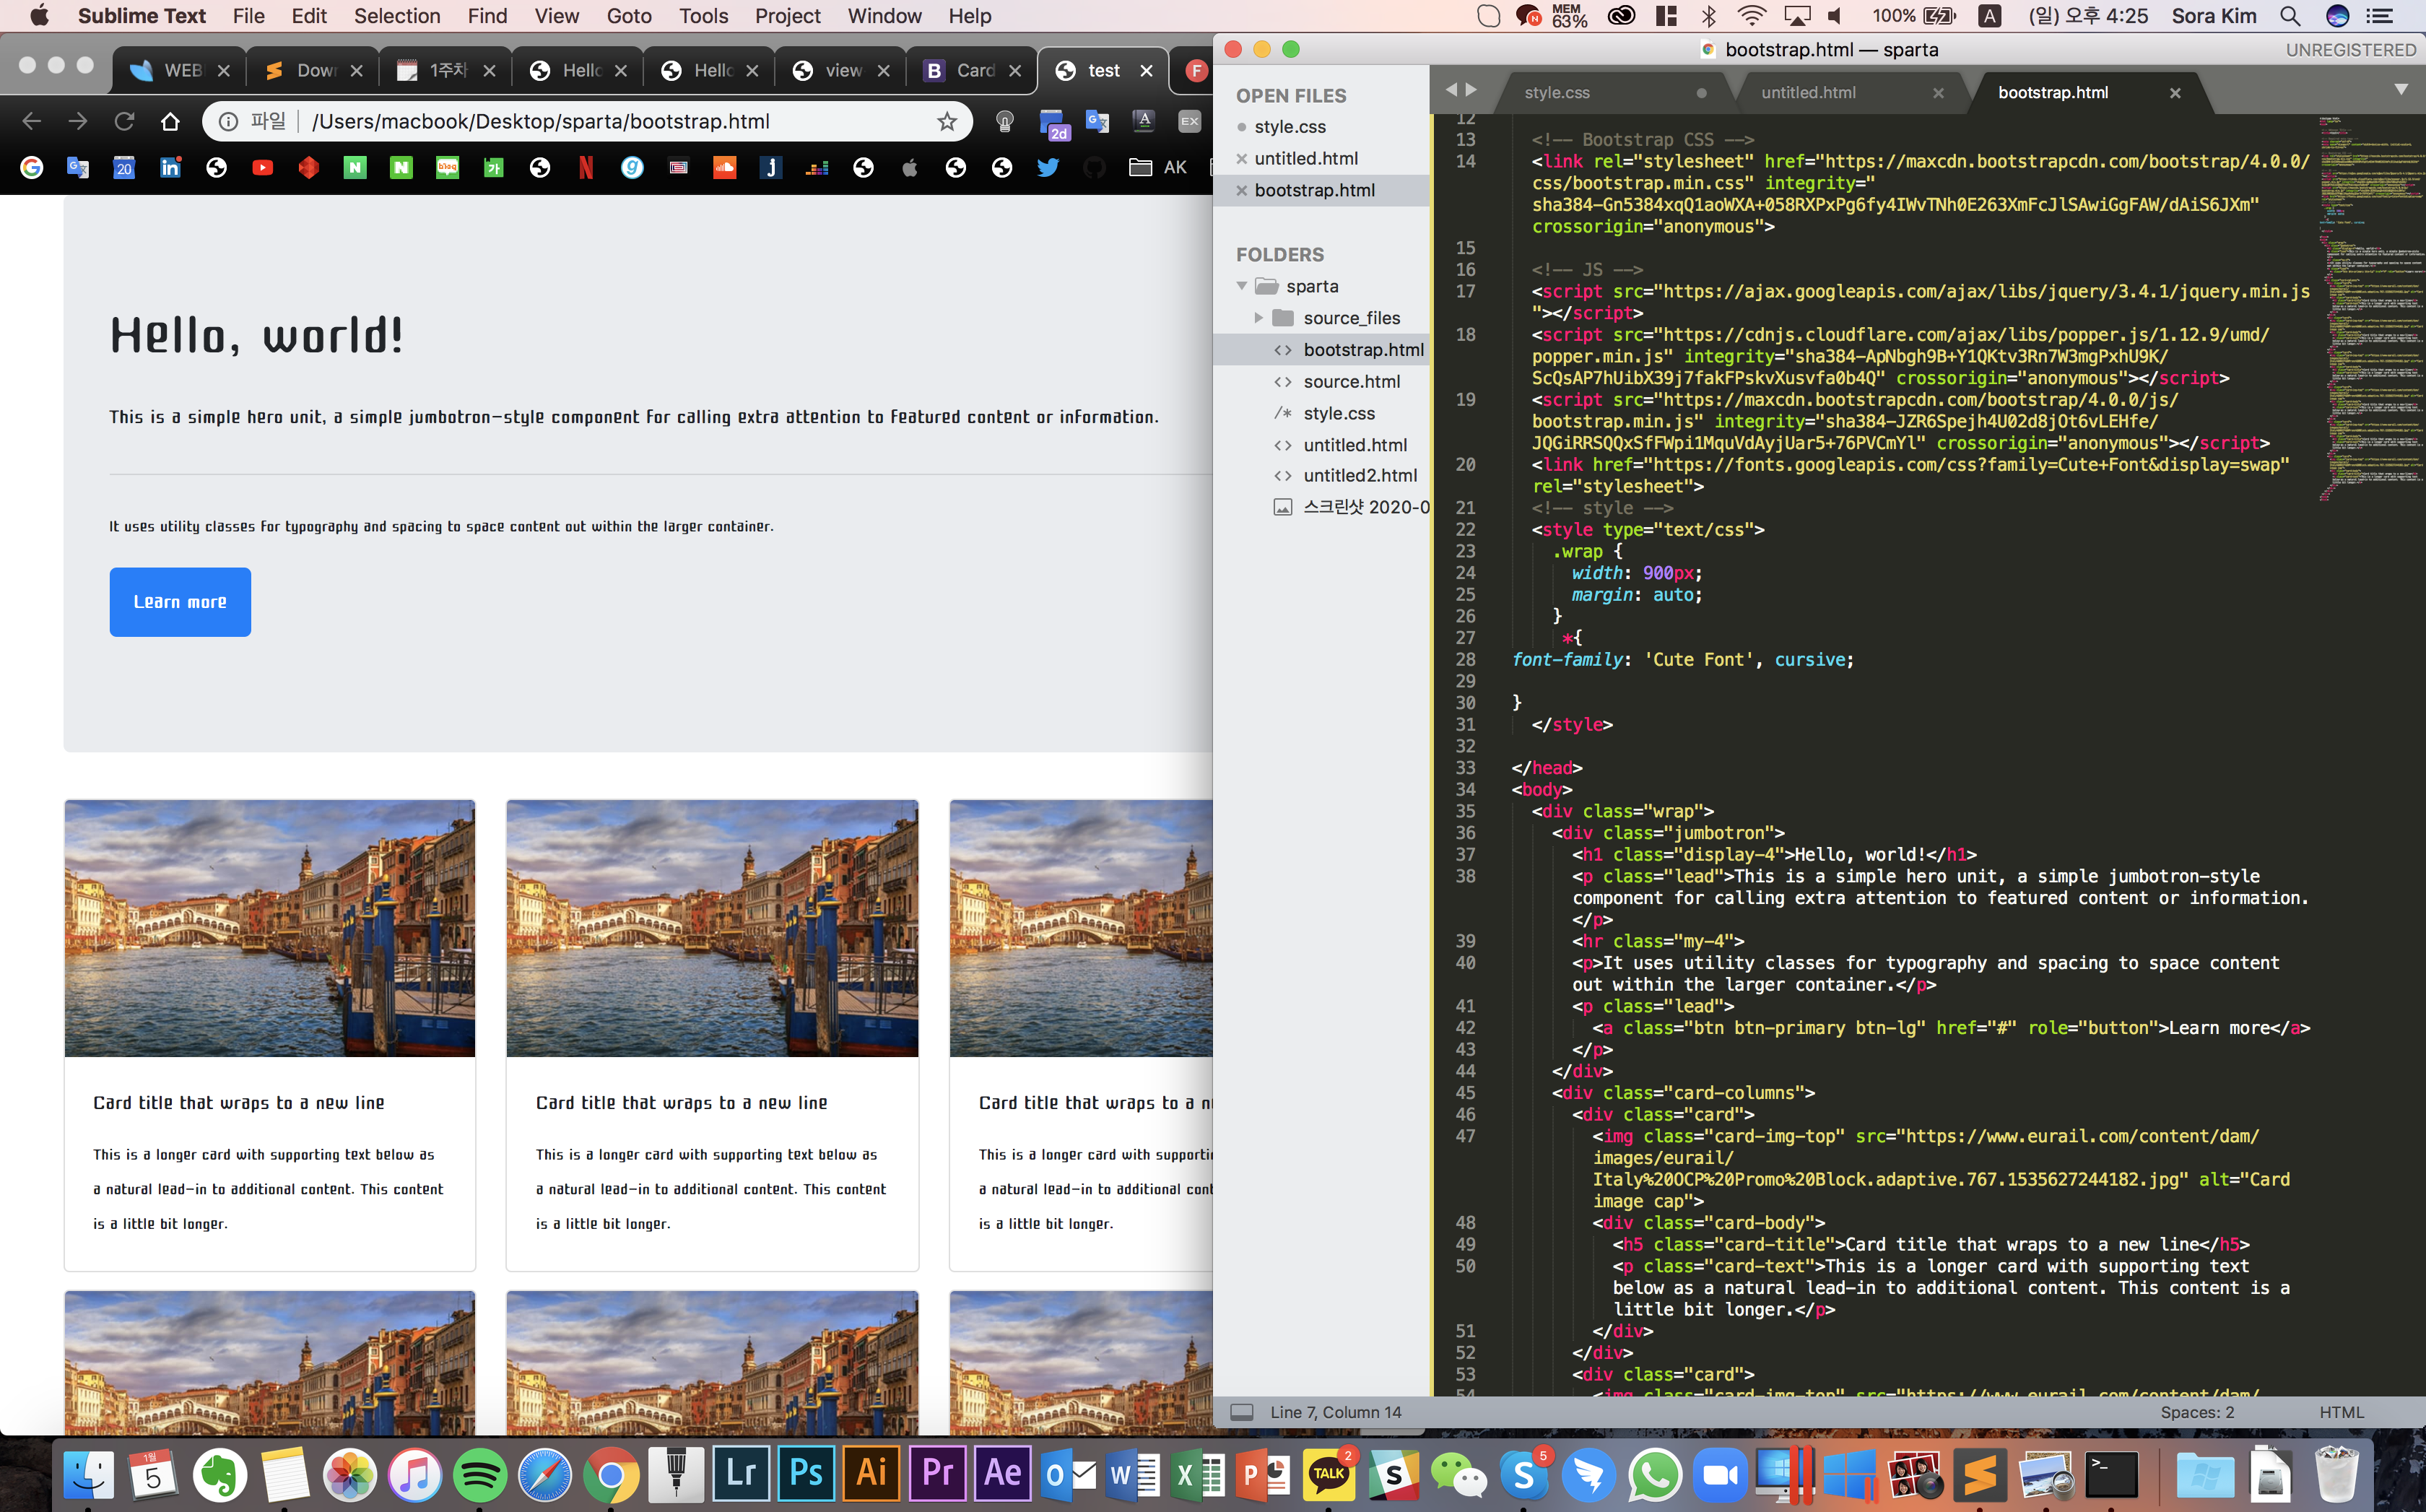 Sublime Text File Edit Selection Find View Goto Tools Project Window Help
MEM 63% 100% A (일) 오후 4:25 Sora Kim
WEB Dow 1주차 Hello Hello view Card test
파일 /Users/macbook/Desktop/sparta/bootstrap.html
2d EX
20 AK
Hello, world!
This is a simple hero unit, a simple jumbotron-style component for calling extra attention to featured content or information.
It uses utility classes for typography and spacing to space content out within the larger container.
Learn more
Card title that wraps to a new line
This is a longer card with supporting text below as
a natural lead-in to additional content. This content
is a little bit longer.
Card title that wraps to a new line
This is a longer card with supporting text below as
a natural lead-in to additional content. This content
is a little bit longer.
Card title that wraps to a
This is a longer card with
a natural lead-in to additional
is a little bit longer.
bootstrap.html — sparta
UNREGISTERED
OPEN FILES
style.css
untitled.html
bootstrap.html
FOLDERS
sparta
source_files
bootstrap.html
source.html
style.css
untitled.html
untitled2.html
스크린샷 2020-0
style.css untitled.html bootstrap.html
12
13 <!-- Bootstrap CSS -->
14 <link rel="stylesheet" href="https://maxcdn.bootstrapcdn.com/bootstrap/4.0.0/
css/bootstrap.min.css" integrity="
sha384-Gn5384xqQ1aoWXA+058RXPxPg6fy4IWvTNh0E263XmFcJlSAwiGgFAW/dAiS6JXm"
crossorigin="anonymous">
15
16 <!-- JS -->
17 <script src="https://ajax.googleapis.com/ajax/libs/jquery/3.4.1/jquery.min.js
"></script>
18 <script src="https://cdnjs.cloudflare.com/ajax/libs/popper.js/1.12.9/umd/
popper.min.js" integrity="sha384-ApNbgh9B+Y1QKtv3Rn7W3mgPxhU9K/
ScQsAP7hUibX39j7fakFPskvXusvfa0b4Q" crossorigin="anonymous"></script>
19 <script src="https://maxcdn.bootstrapcdn.com/bootstrap/4.0.0/js/
bootstrap.min.js" integrity="sha384-JZR6Spejh4U02d8jOt6vLEHfe/
JQGiRRSQQxSfFWpi1MquVdAyjUar5+76PVCmYl" crossorigin="anonymous"></script>
20 <link href="https://fonts.googleapis.com/css?family=Cute+Font&display=swap"
rel="stylesheet">
21 <!-- style -->
22 <style type="text/css">
23 .wrap {
24 width: 900px;
25 margin: auto;
26 }
27 *{
28 font-family: 'Cute Font', cursive;
29
30 }
31 </style>
32
33 </head>
34 <body>
35 <div class="wrap">
36 <div class="jumbotron">
37 <h1 class="display-4">Hello, world!</h1>
38 <p class="lead">This is a simple hero unit, a simple jumbotron-style
component for calling extra attention to featured content or information.
</p>
39 <hr class="my-4">
40 <p>It uses utility classes for typography and spacing to space content
out within the larger container.</p>
41 <p class="lead">
42 <a class="btn btn-primary btn-lg" href="#" role="button">Learn more</a>
43 </p>
44 </div>
45 <div class="card-columns">
46 <div class="card">
47 <img class="card-img-top" src="https://www.eurail.com/content/dam/
images/eurail/
Italy%20OCP%20Promo%20Block.adaptive.767.1535627244182.jpg" alt="Card
image cap">
48 <div class="card-body">
49 <h5 class="card-title">Card title that wraps to a new line</h5>
50 <p class="card-text">This is a longer card with supporting text
below as a natural lead-in to additional content. This content is a
little bit longer.</p>
51 </div>
52 </div>
53 <div class="card">
54 <img class="card-img-top" src="https://www.eurail.com/content/dam/
Line 7, Column 14 Spaces: 2 HTML
1월 5 Lr Ps Ai Pr Ae O W X P TALK 2 S S 5 >_